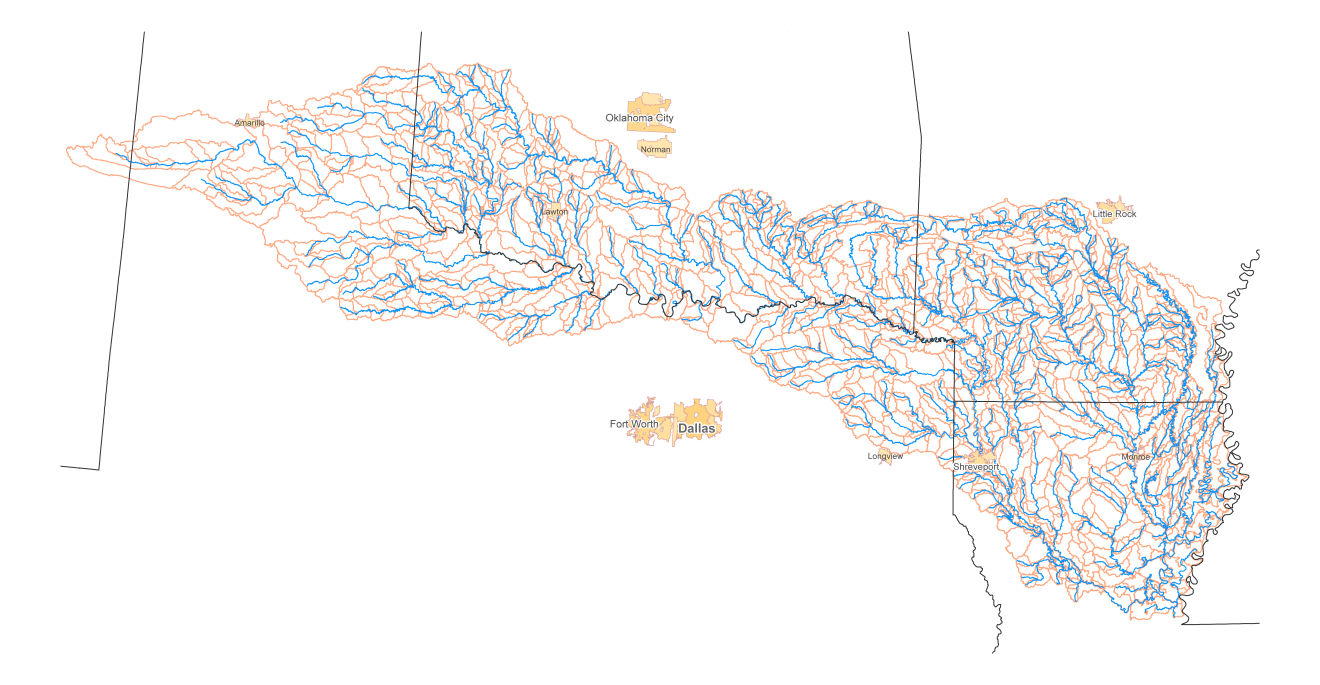 Oklahoma City
Amarillo
Norman
Lawton
Little Rock
Fort Worth
Dallas
Longview
Monroe
Shreveport